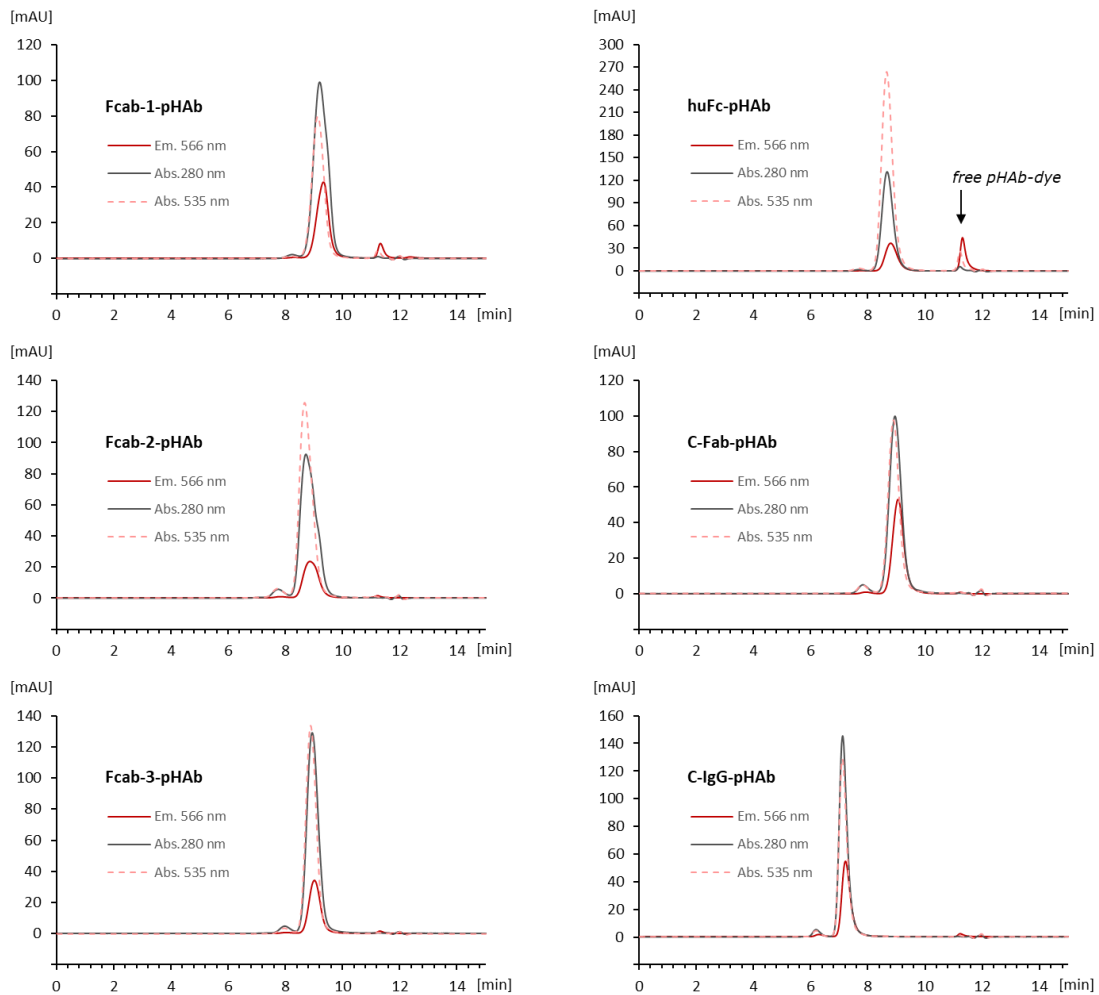 [mAU]
120
100
80
60
40
20
0
Fcab-1-pHAb
Em. 566 nm
Abs.280 nm
Abs. 535 nm
0 2 4 6 8 10 12 14 [min]
[mAU]
300
270
240
210
180
150
120
90
60
30
0
huFc-pHAb
Em. 566 nm
Abs.280 nm
Abs. 535 nm
free pHAb-dye
0 2 4 6 8 10 12 14 [min]
[mAU]
140
120
100
80
60
40
20
0
Fcab-2-pHAb
Em. 566 nm
Abs.280 nm
Abs. 535 nm
0 2 4 6 8 10 12 14 [min]
[mAU]
120
100
80
60
40
20
0
C-Fab-pHAb
Em. 566 nm
Abs.280 nm
Abs. 535 nm
0 2 4 6 8 10 12 14 [min]
[mAU]
140
120
100
80
60
40
20
0
Fcab-3-pHAb
Em. 566 nm
Abs.280 nm
Abs. 535 nm
0 2 4 6 8 10 12 14 [min]
[mAU]
160
140
120
100
80
60
40
20
0
C-IgG-pHAb
Em. 566 nm
Abs.280 nm
Abs. 535 nm
0 2 4 6 8 10 12 14 [min]